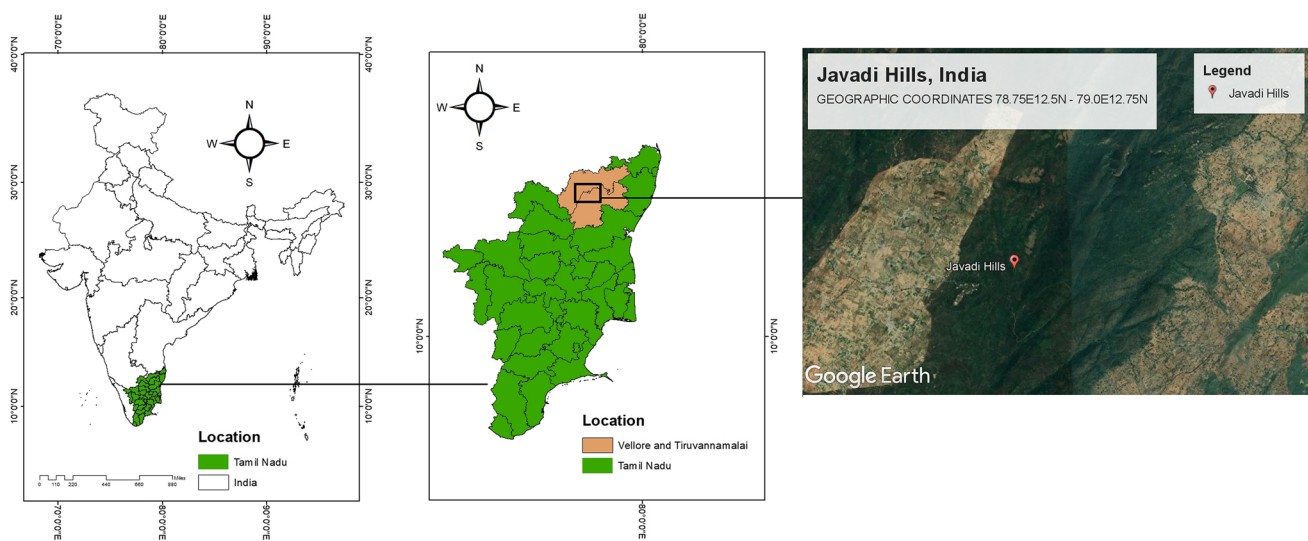 70°0'0"E
80°0'0"E
90°0'0"E
40°0'0"N
40°0'0"N
30°0'0"N
30°0'0"N
20°0'0"N
20°0'0"N
10°0'0"N
10°0'0"N
N
W
E
S
Location
Tamil Nadu
India
Miles
0 110 220 440 660 880
70°0'0"E
80°0'0"E
90°0'0"E
80°0'0"E
N
W
E
S
10°0'0"N
10°0'0"N
Location
Vellore and Tiruvannamalai
Tamil Nadu
80°0'0"E
Javadi Hills, India
GEOGRAPHIC COORDINATES 78.75E12.5N - 79.0E12.75N
Legend
Javadi Hills
Javadi Hills
Google Earth